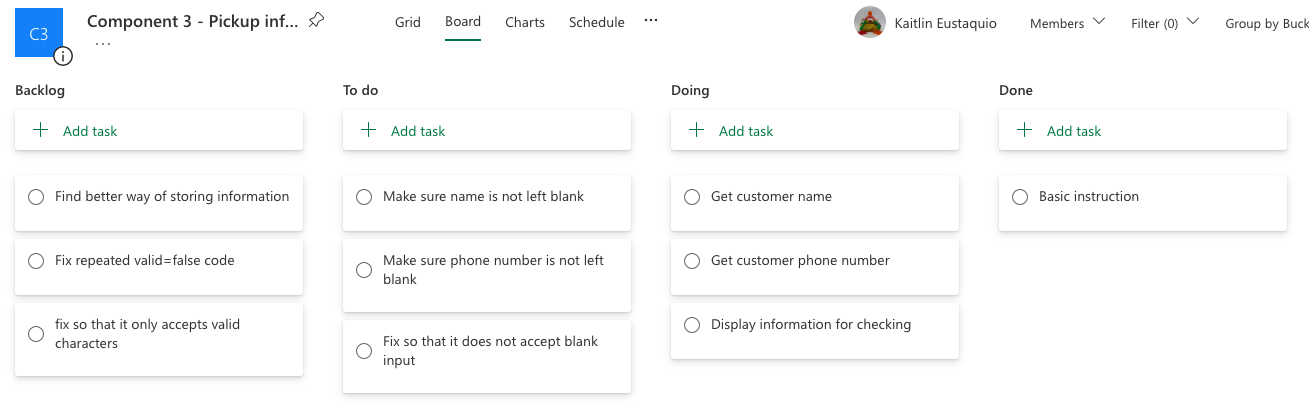 C3
Component 3 - Pickup inf...
...
Grid
Board
Charts
Schedule
...
Kaitlin Eustaquio
Members
Filter (0)
Group by Buck
Backlog
To do
Doing
Done
+ Add task
+ Add task
+ Add task
+ Add task
Find better way of storing information
Fix repeated valid=false code
fix so that it only accepts valid
characters
Make sure name is not left blank
Make sure phone number is not left
blank
Fix so that it does not accept blank
input
Get customer name
Get customer phone number
Display information for checking
Basic instruction